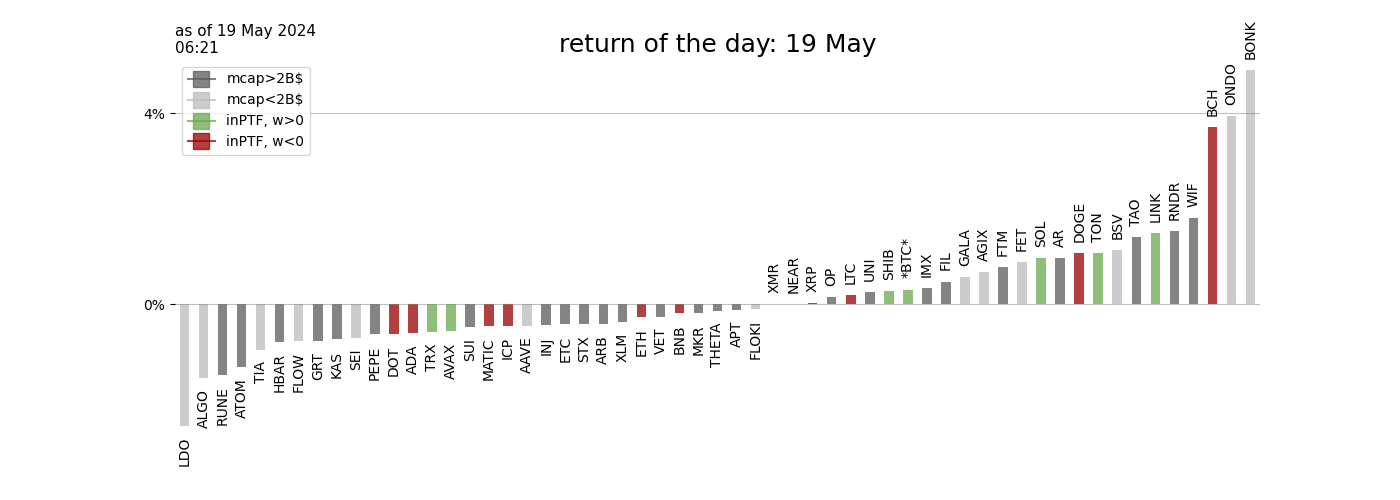 as of 19 May 2024
06:21
return of the day: 19 May
mcap>2B$
mcap<2B$
inPTF, w>0
inPTF, w<0
4%
0%
LDO
ALGO
RUNE
ATOM
TIA
HBAR
FLOW
GRT
KAS
SEI
PEPE
DOT
ADA
TRX
AVAX
SUI
MATIC
ICP
AAVE
INJ
ETC
STX
ARB
XLM
ETH
VET
BNB
MKR
THETA
APT
FLOKI
XMR
NEAR
XRP
OP
LTC
UNI
SHIB
*BTC*
IMX
FIL
GALA
AGIX
FTM
FET
SOL
AR
DOGE
TON
BSV
TAO
LINK
RNDR
WIF
BCH
ONDO
BONK